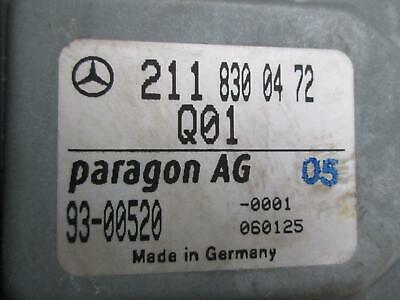 211 830 04 72
Q01
paragon AG 05
93-00520 -0001
060125
Made in Germany